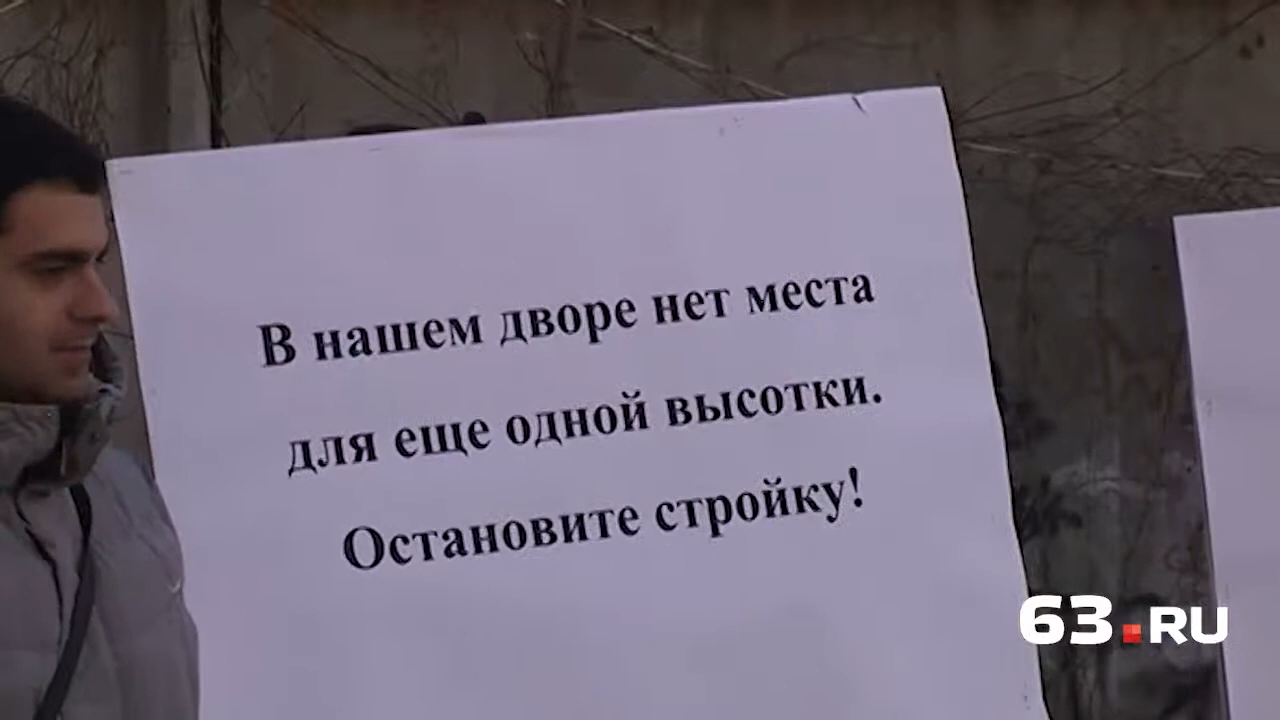 В нашем дворе нет места
для еще одной высотки.
Остановите стройку!
63.RU